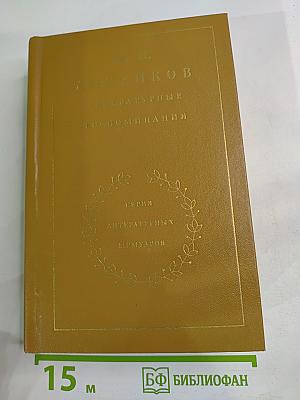 ЛИТЕРАТУРНЫЕ
ВОСПОМИНАНИЯ
СЕРИЯ
ЛИТЕРАТУРНЫХ
МЕМУАРОВ
15 м
БФ БИБЛИОФАН